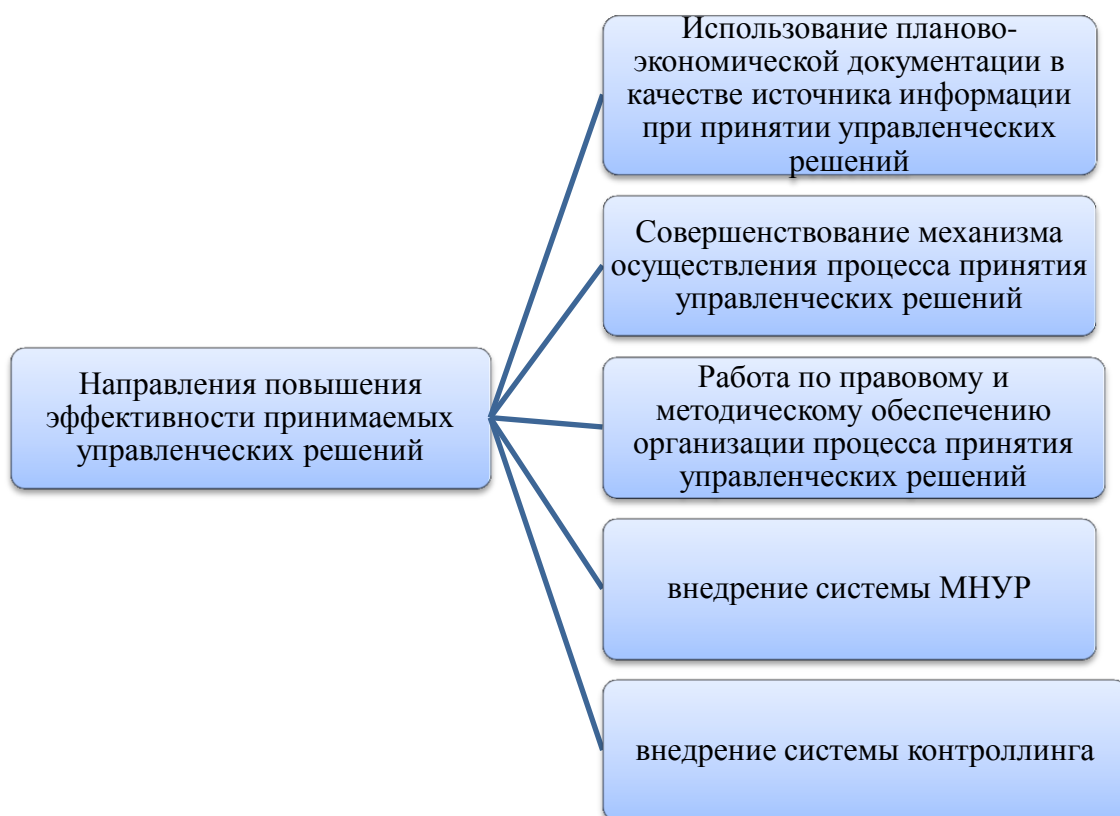 Направления повышения
эффективности принимаемых
управленческих решений
Использование планово-
экономической документации в
качестве источника информации
при принятии управленческих
решений
Совершенствование механизма
осуществления процесса принятия
управленческих решений
Работа по правовому и
методическому обеспечению
организации процесса принятия
управленческих решений
внедрение системы МНУР
внедрение системы контроллинга